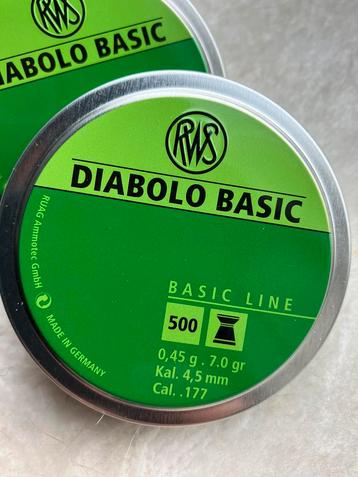 RWS
DIABOLO BASIC
RWS
DIABOLO BASIC
BASIC LINE
500
0,45 g . 7.0 gr
Kal. 4,5 mm
Cal. .177
RUAG Ammotec GmbH
MADE IN GERMANY